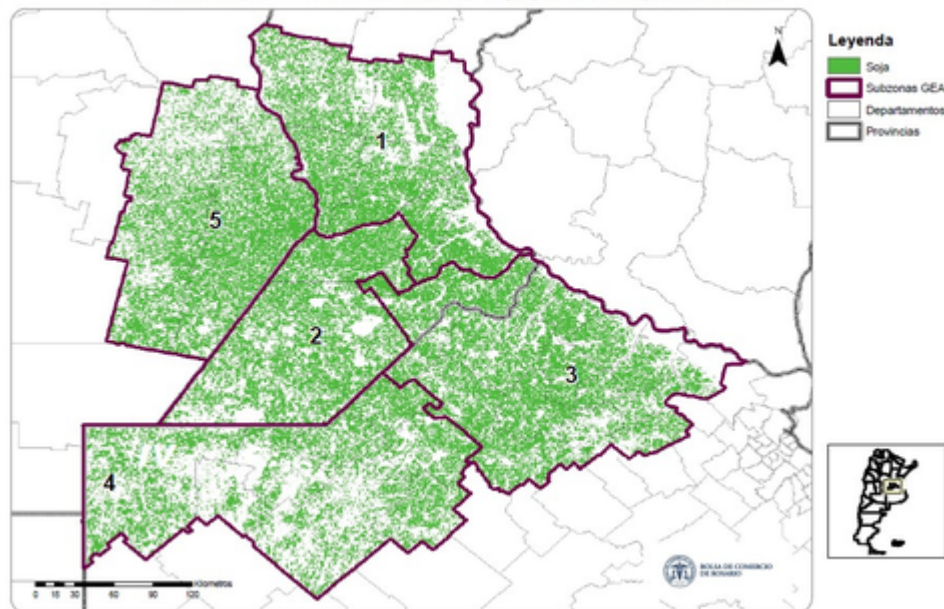 N
Leyenda
Soja
Subzonas GEA
Departamentos
Provincias
1
5
2
3
4
Kilómetros
0 15 30 60 90 120
BOLSA DE COMERCIO
DE ROSARIO